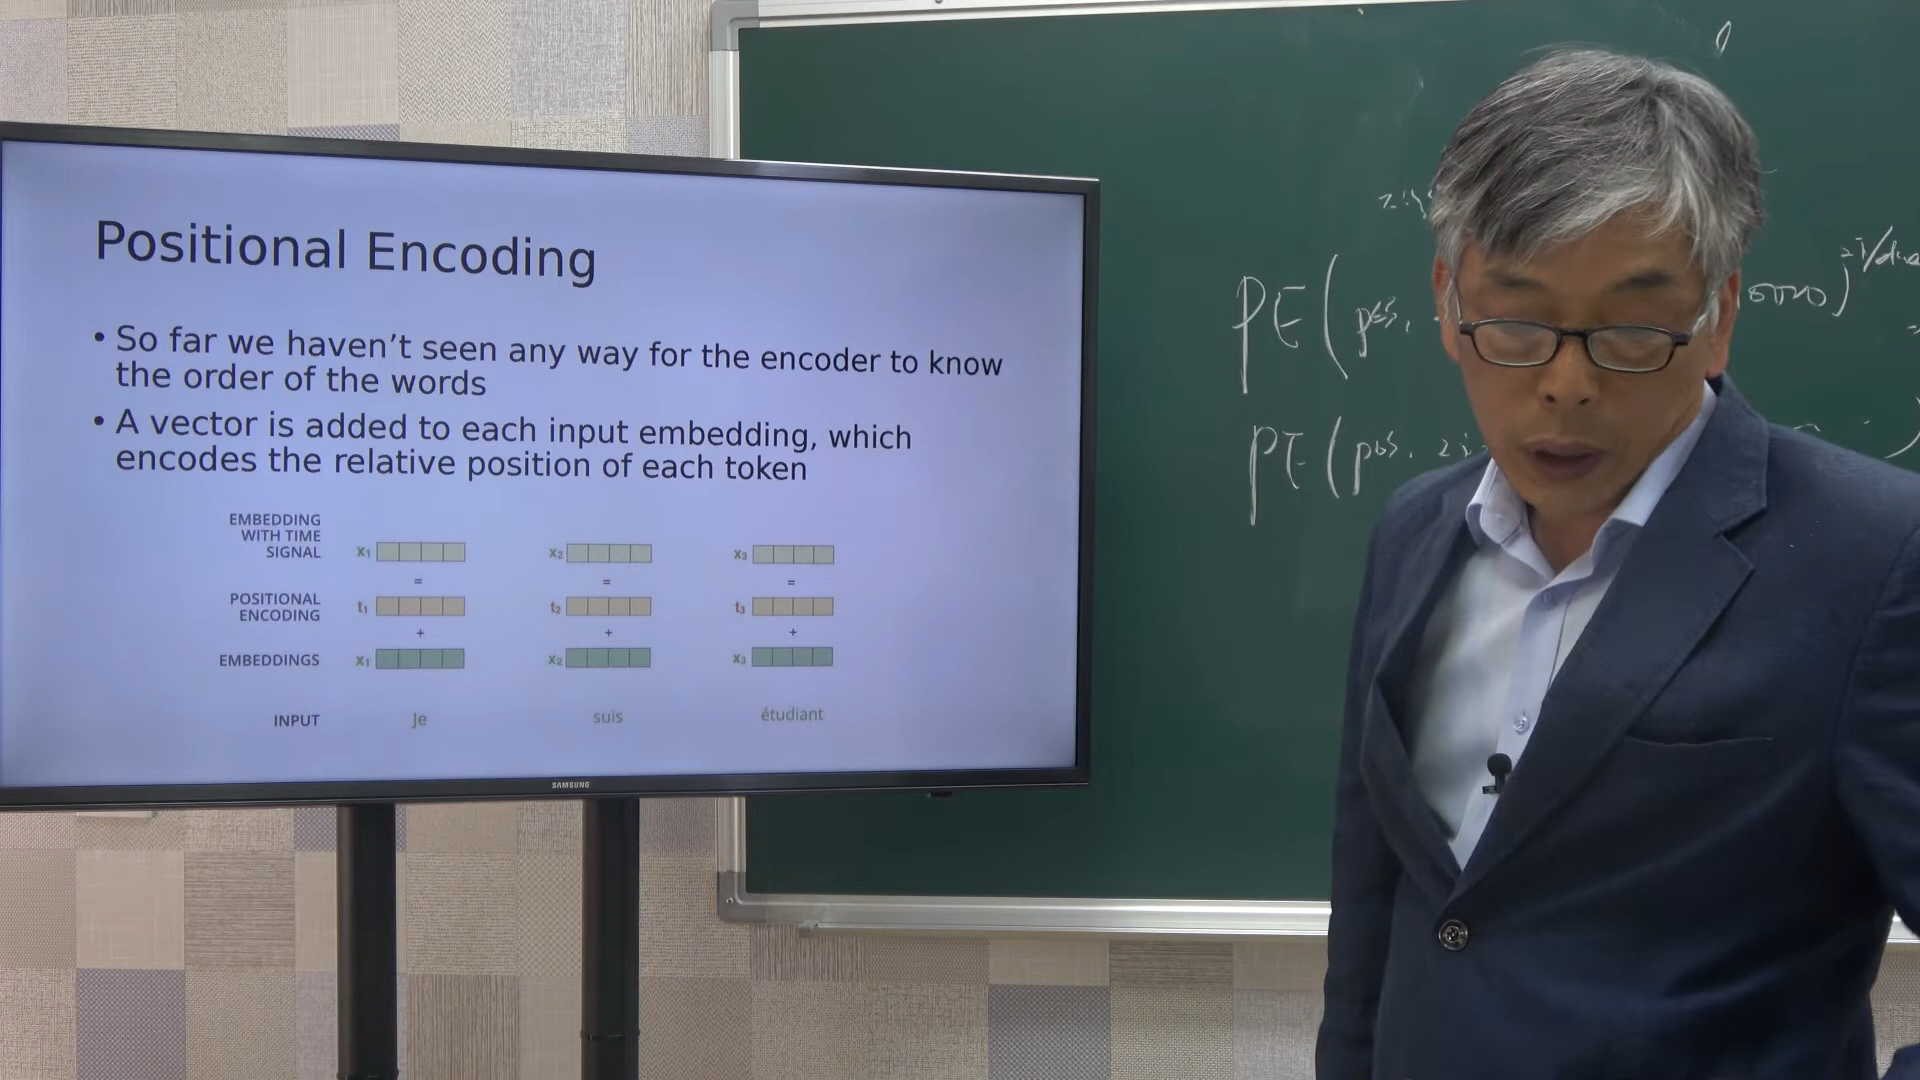 Positional Encoding
• So far we haven’t seen any way for the encoder to know
the order of the words
• A vector is added to each input embedding, which
encodes the relative position of each token
EMBEDDING
WITH TIME
SIGNAL
x₁ x₂ x₃
= = =
POSITIONAL
ENCODING
t₁ t₂ t₃
+ + +
EMBEDDINGS x₁ x₂ x₃
INPUT Je suis étudiant
SAMSUNG
PE(pos,
PE(pos, 2i